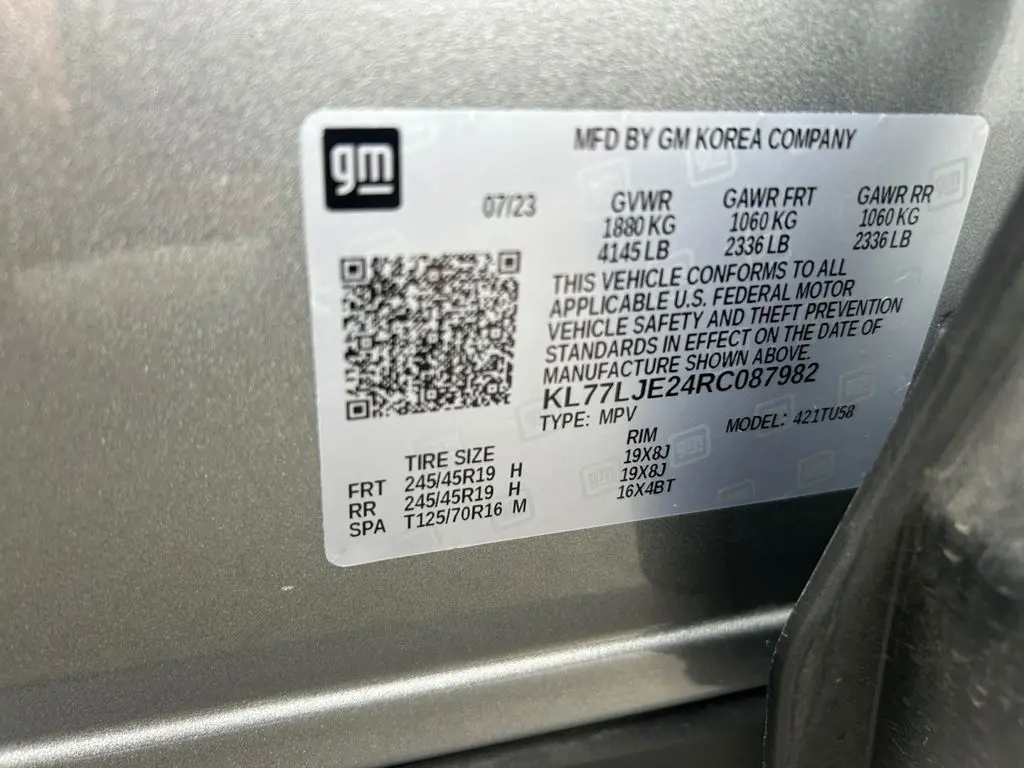 gm
MFD BY GM KOREA COMPANY
07/23
GVWR GAWR FRT GAWR RR
1880 KG 1060 KG 1060 KG
4145 LB 2336 LB 2336 LB
THIS VEHICLE CONFORMS TO ALL
APPLICABLE U.S. FEDERAL MOTOR
VEHICLE SAFETY AND THEFT PREVENTION
STANDARDS IN EFFECT ON THE DATE OF
MANUFACTURE SHOWN ABOVE.
KL77LJE24RC087982
TYPE: MPV MODEL: 421TU58
TIRE SIZE RIM
FRT 245/45R19 H 19X8J
RR 245/45R19 H 19X8J
SPA T125/70R16 M 16X4BT